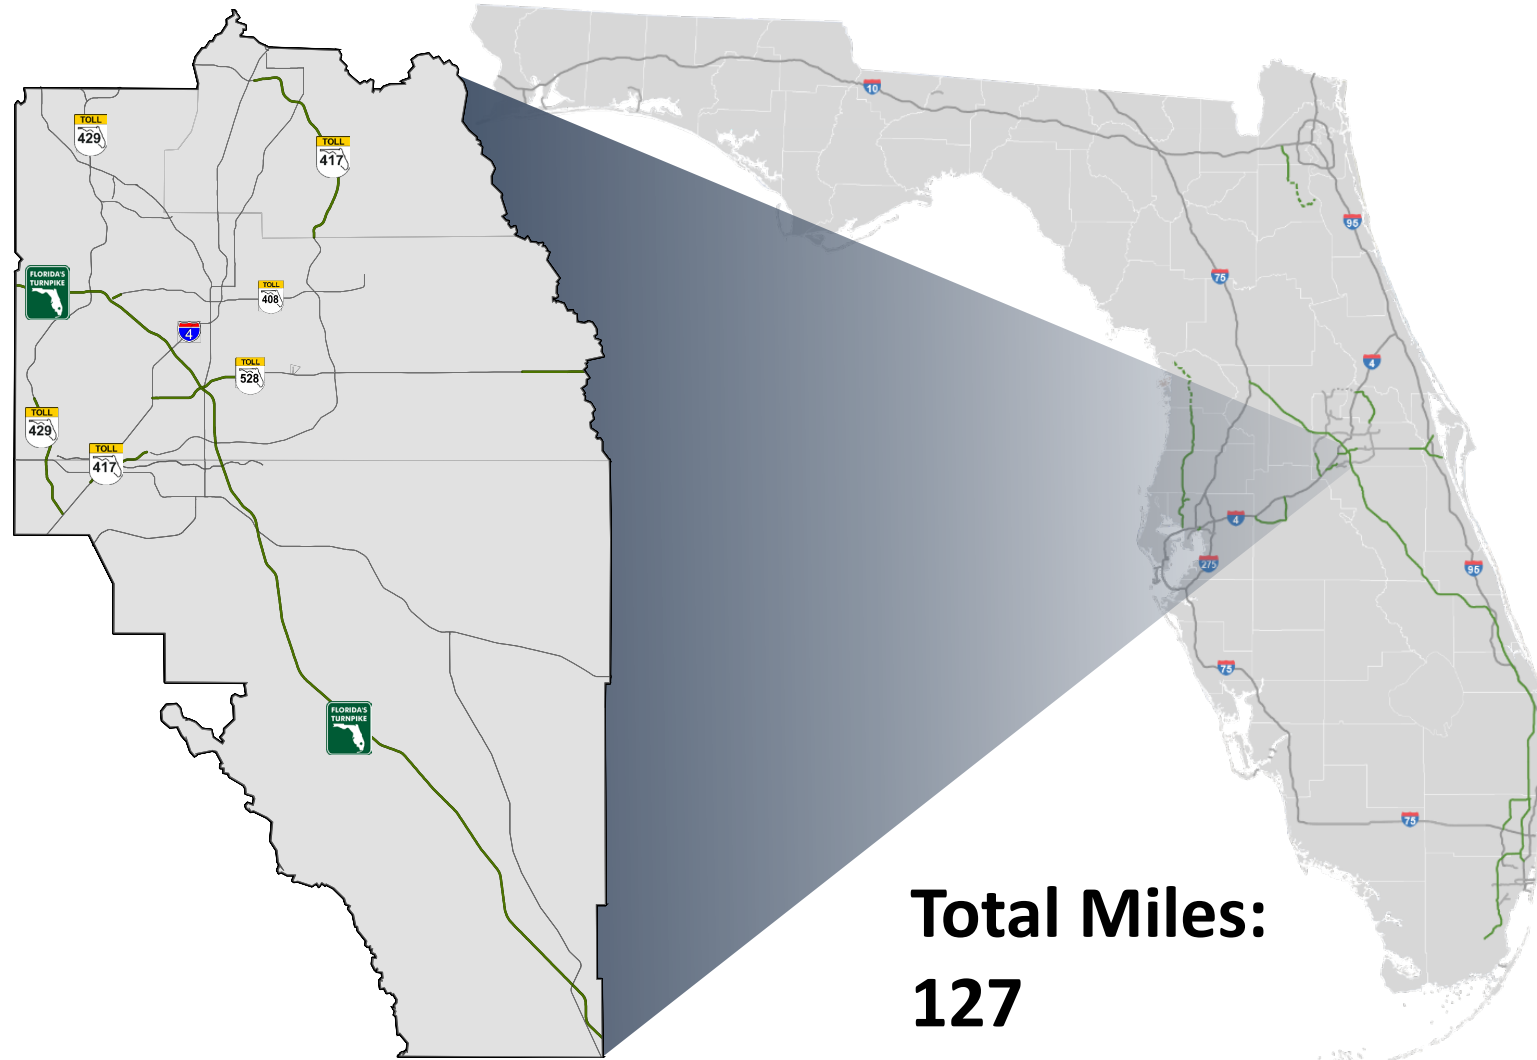 TOLL
429
TOLL
417
FLORIDA'S
TURNPIKE
TOLL
408
4
TOLL
528
TOLL
429
TOLL
417
FLORIDA'S
TURNPIKE
10
95
75
4
4
275
95
75
75
Total Miles:
127